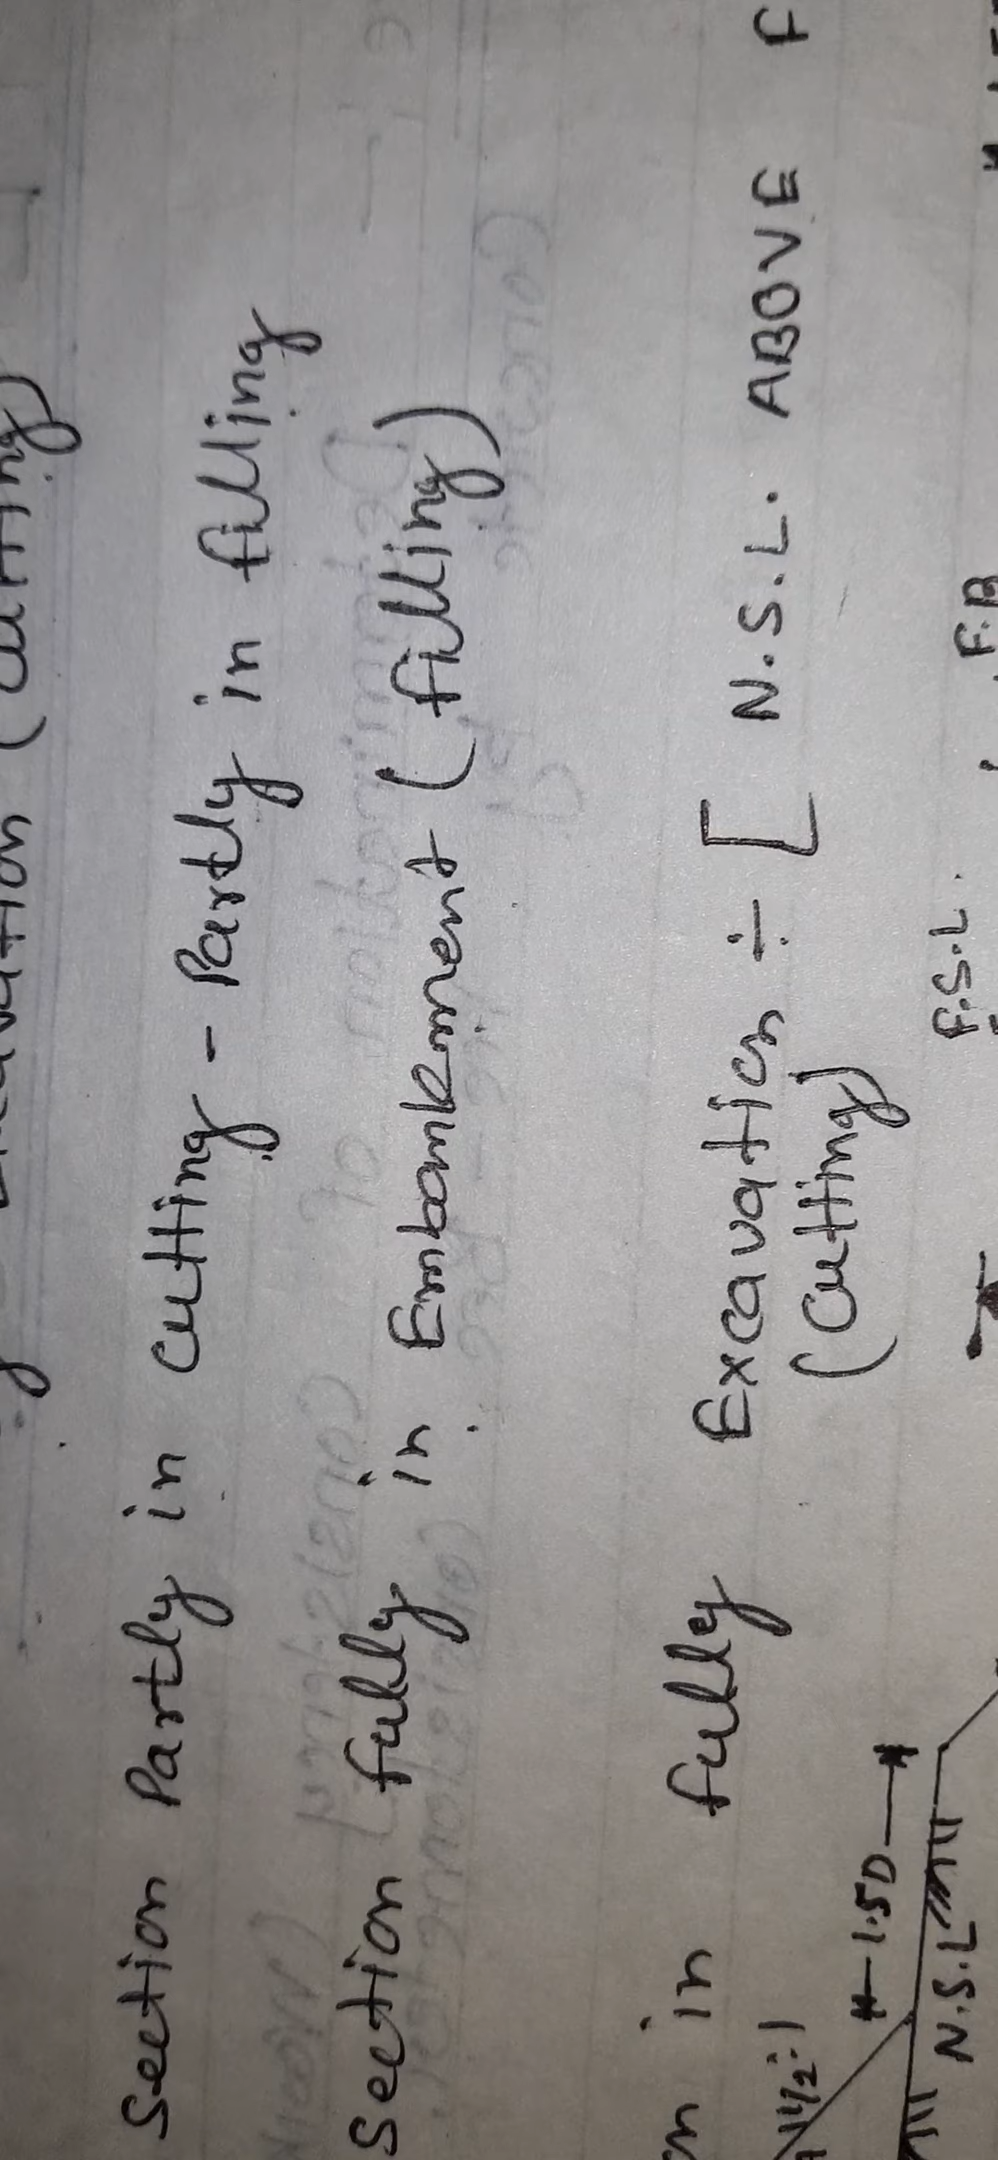 (cutting)
Section Partly in cutting - Partly in filling
Section fully in Embankment (filling)
in fully Excavation ÷ [ N.S.L. ABOVE F
(Cutting)
1½:1
1.5D
F.S.L. F.B
N.S.L